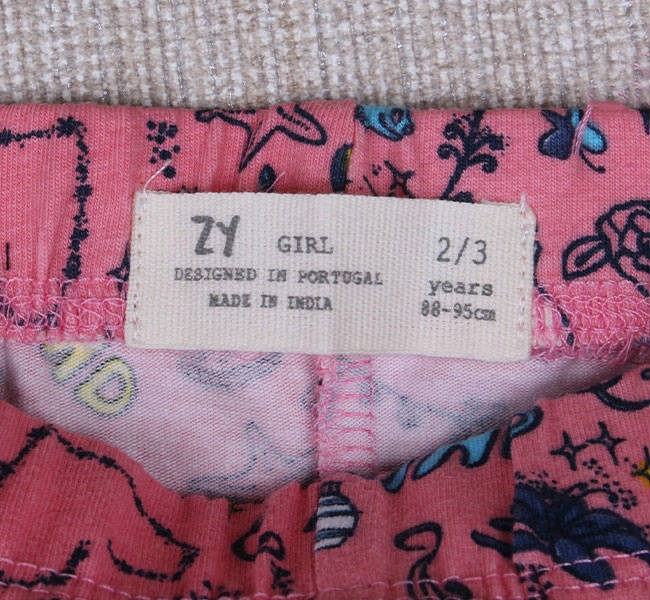 ZY GIRL 2/3
DESIGNED IN PORTUGAL years
MADE IN INDIA 88-95cm